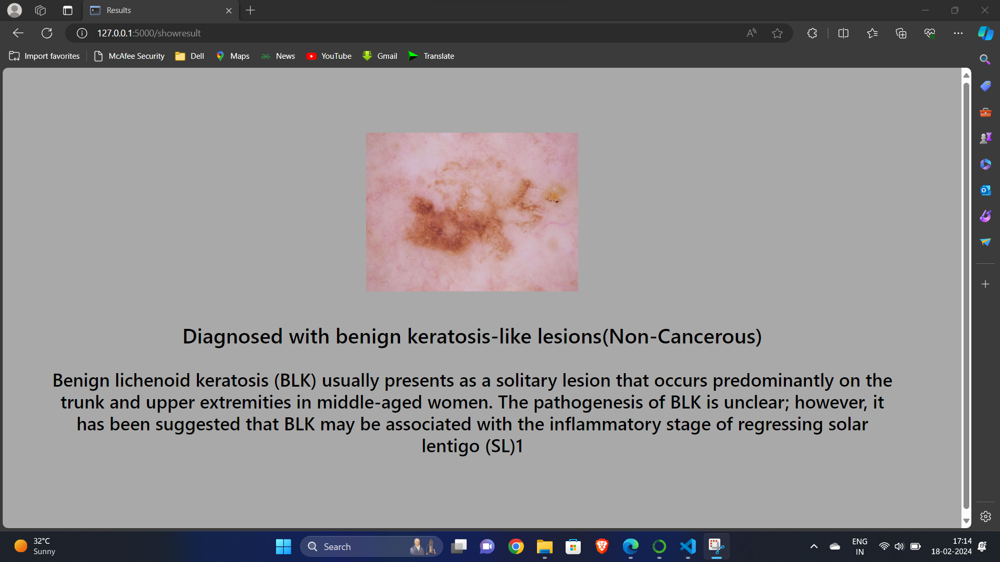 Results
127.0.0.1:5000/showresult
Import favorites McAfee Security Dell Maps News YouTube Gmail Translate
Diagnosed with benign keratosis-like lesions(Non-Cancerous)
Benign lichenoid keratosis (BLK) usually presents as a solitary lesion that occurs predominantly on the
trunk and upper extremities in middle-aged women. The pathogenesis of BLK is unclear; however, it
has been suggested that BLK may be associated with the inflammatory stage of regressing solar
lentigo (SL)1
32°C
Sunny
Search
ENG
IN
17:14
18-02-2024